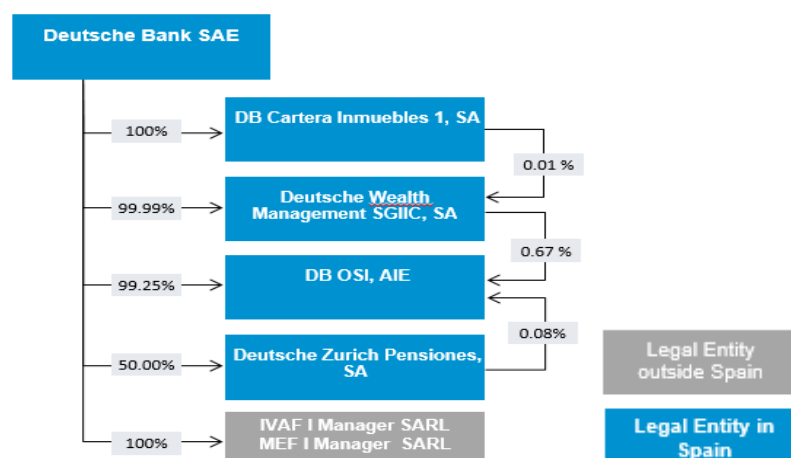 Deutsche Bank SAE
DB Cartera Inmuebles 1, SA
100%
0.01 %
Deutsche Wealth
Management SGIIC, SA
99.99%
0.67 %
DB OSI, AIE
99.25%
0.08%
Deutsche Zurich Pensiones,
SA
50.00%
Legal Entity
outside Spain
IVAF I Manager SARL
MEF I Manager SARL
100%
Legal Entity in
Spain